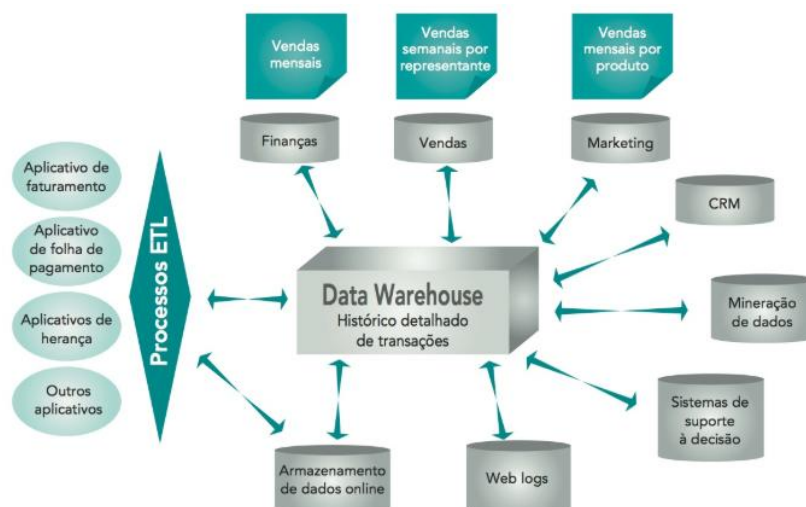 Vendas
mensais
Vendas
semanais por
representante
Vendas
mensais por
produto
Finanças
Vendas
Marketing
Aplicativo de
faturamento
Aplicativo
de folha de
pagamento
Aplicativos de
herança
Outros
aplicativos
Processos ETL
Data Warehouse
Histórico detalhado
de transações
CRM
Mineração
de dados
Sistemas de
suporte
à decisão
Armazenamento
de dados online
Web logs